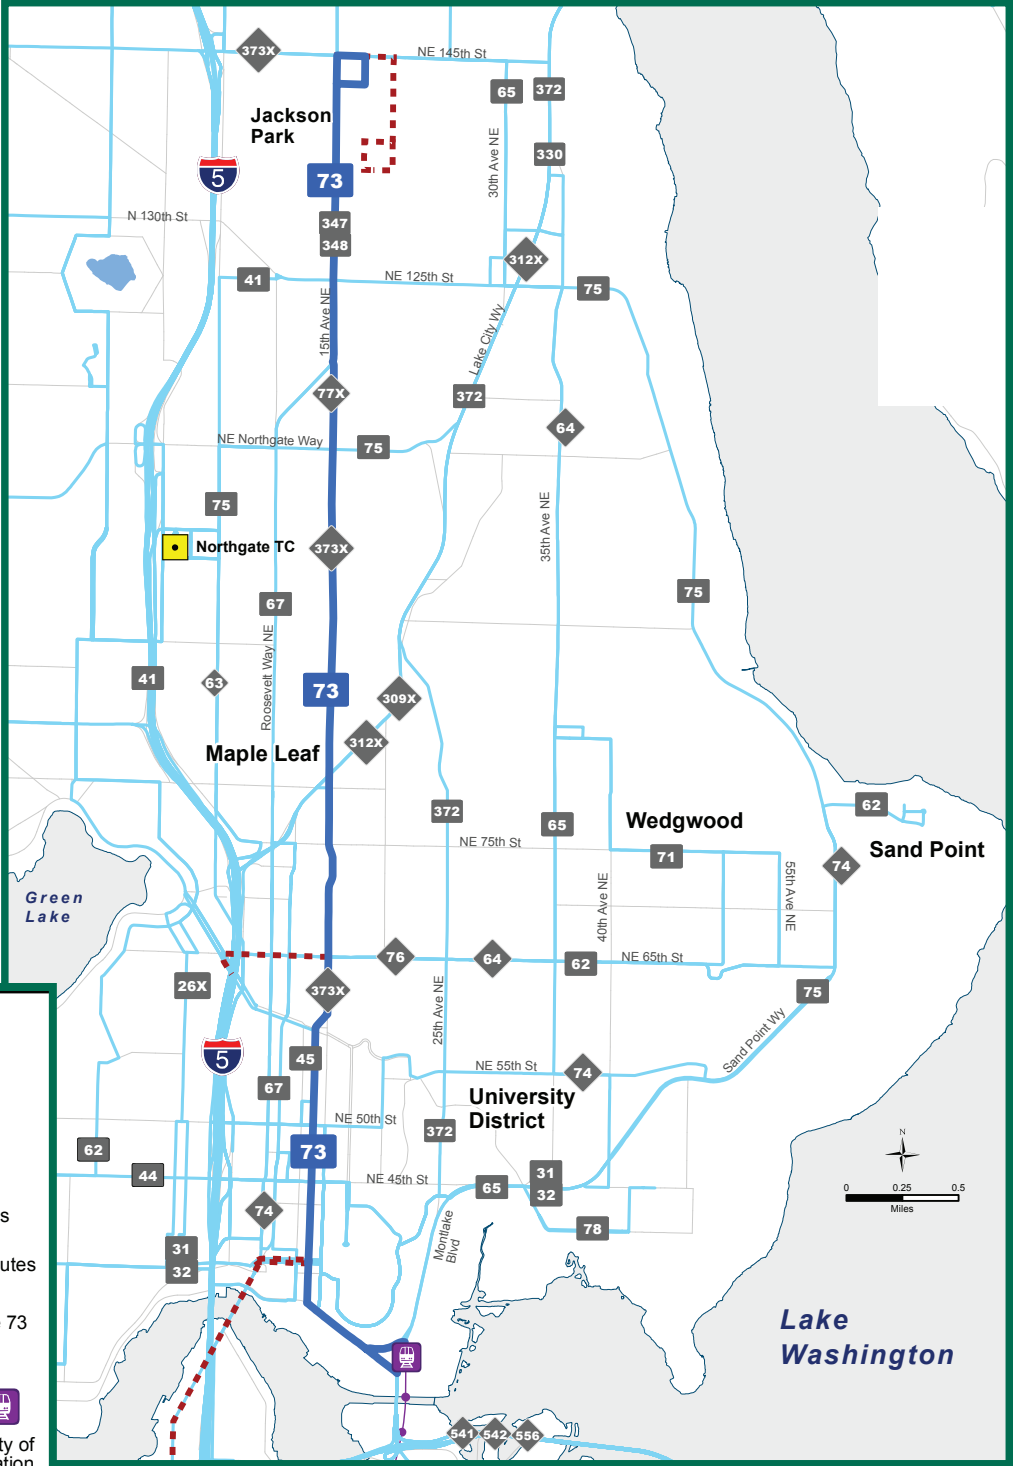 373X
NE 145th St
65
372
Jackson
Park
30th Ave NE
330
5
73
N 130th St
347
348
312X
41
NE 125th St
75
15th Ave NE
Lake City Wy
77X
372
64
NE Northgate Way
75
75
35th Ave NE
Northgate TC
373X
67
75
Roosevelt Way NE
41
63
73
309X
312X
Maple Leaf
372
65
62
Wedgwood
NE 75th St
71
Sand Point
74
55th Ave NE
Green
Lake
40th Ave NE
76
64
62
NE 65th St
26X
373X
75
25th Ave NE
Sand Point Wy
5
45
NE 55th St
74
67
University
District
NE 50th St
372
73
62
44
NE 45th St
65
31
32
N
0
0.25
0.5
Miles
74
78
Montlake
Blvd
s
31
32
utes
73
Lake
Washington
ty of
ation
541
542
556